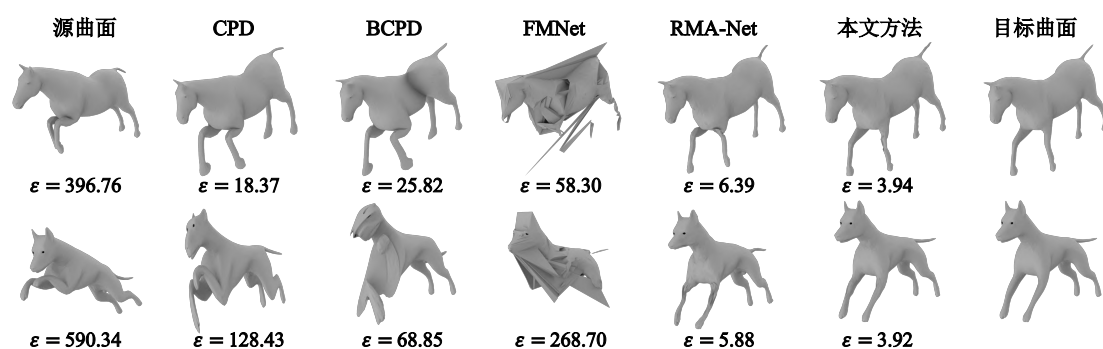 源曲面 CPD BCPD FMNet RMA-Net 本文方法 目标曲面
ε = 396.76 ε = 18.37 ε = 25.82 ε = 58.30 ε = 6.39 ε = 3.94
ε = 590.34 ε = 128.43 ε = 68.85 ε = 268.70 ε = 5.88 ε = 3.92